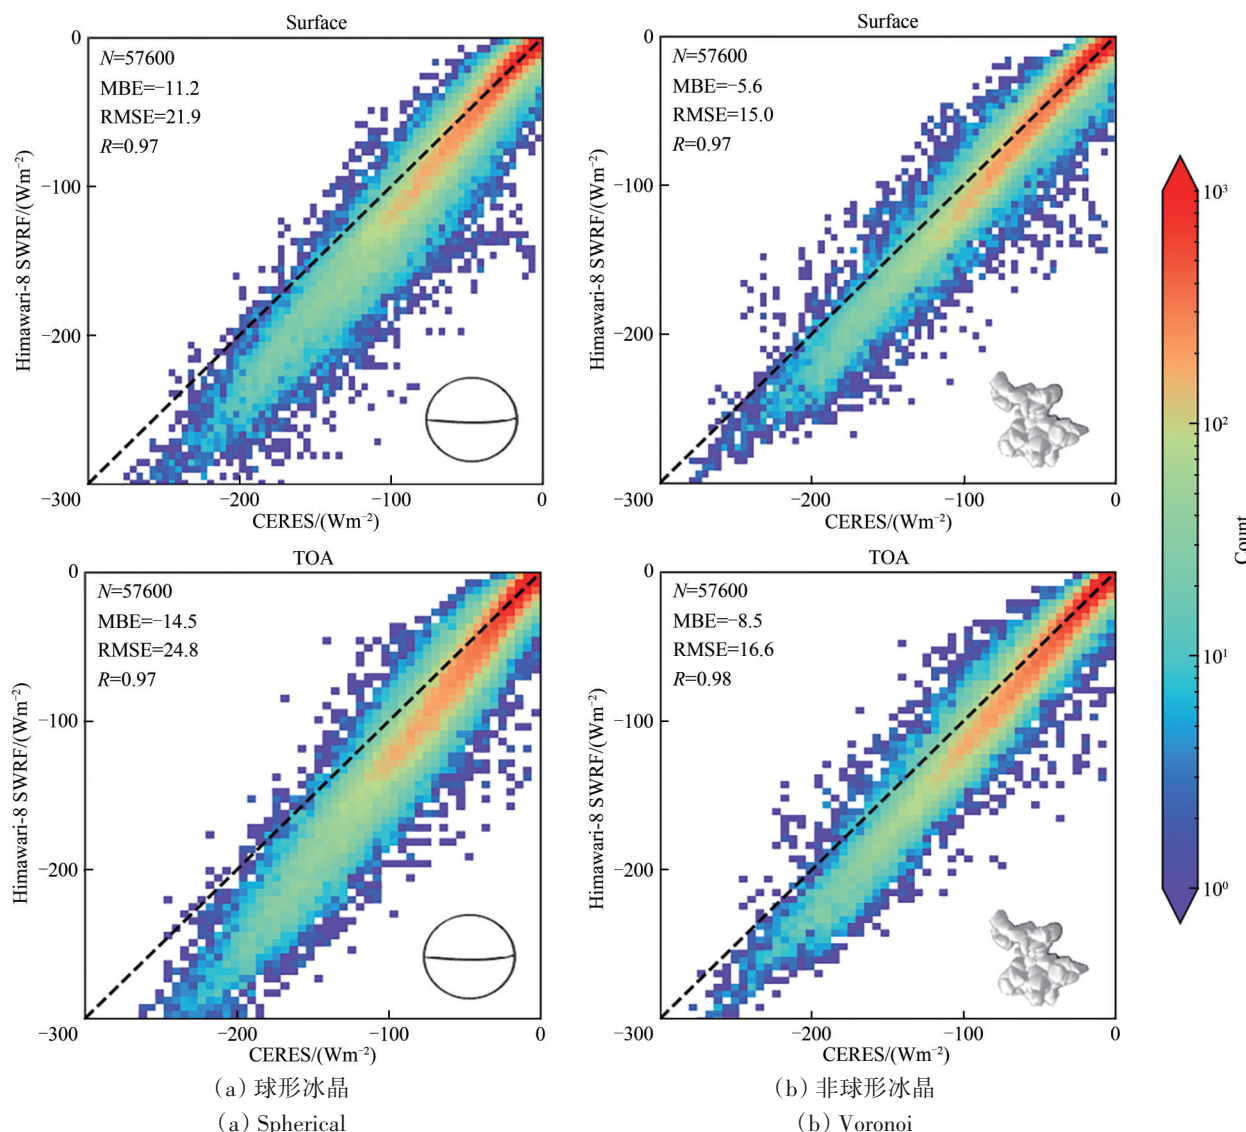 Surface
0
N=57600
MBE=−11.2
RMSE=21.9
R=0.97
−100
−200
−300
−200
−100
0
Himawari-8 SWRF/(Wm⁻²)
CERES/(Wm⁻²)
Surface
0
N=57600
MBE=−5.6
RMSE=15.0
R=0.97
−100
−200
−300
−200
−100
0
Himawari-8 SWRF/(Wm⁻²)
CERES/(Wm⁻²)
TOA
0
N=57600
MBE=−14.5
RMSE=24.8
R=0.97
−100
−200
−300
−200
−100
0
Himawari-8 SWRF/(Wm⁻²)
CERES/(Wm⁻²)
TOA
0
N=57600
MBE=−8.5
RMSE=16.6
R=0.98
−100
−200
−300
−200
−100
0
Himawari-8 SWRF/(Wm⁻²)
CERES/(Wm⁻²)
10³
10²
10¹
10⁰
Count
(a) 球形冰晶
(a) Spherical
(b) 非球形冰晶
(b) Voronoi